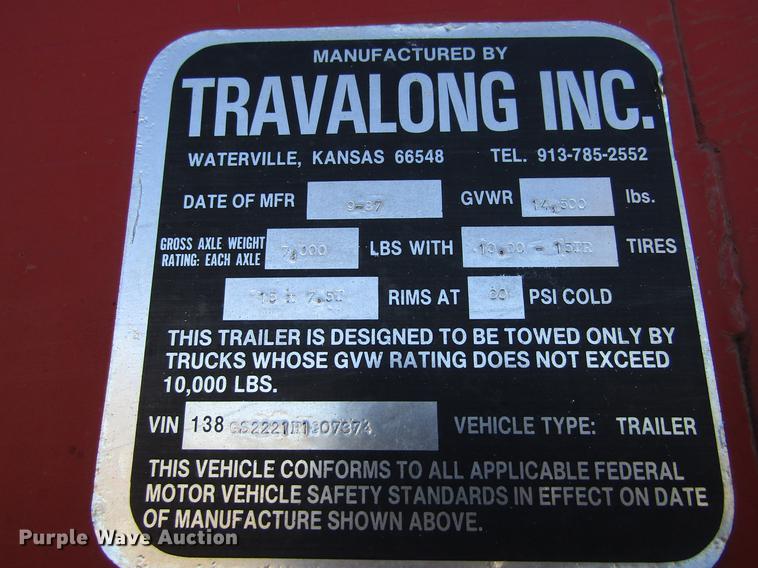 MANUFACTURED BY
TRAVALONG INC.
WATERVILLE, KANSAS 66548 TEL. 913-785-2552
DATE OF MFR 9-87 GVWR 14,500 lbs.
GROSS AXLE WEIGHT
RATING: EACH AXLE 7,000 LBS WITH TIRES
15 x 7.5T RIMS AT PSI COLD
THIS TRAILER IS DESIGNED TO BE TOWED ONLY BY
TRUCKS WHOSE GVW RATING DOES NOT EXCEED
10,000 LBS.
VIN 138 VEHICLE TYPE: TRAILER
THIS VEHICLE CONFORMS TO ALL APPLICABLE FEDERAL
MOTOR VEHICLE SAFETY STANDARDS IN EFFECT ON DATE
OF MANUFACTURE SHOWN ABOVE.
Purple Wave Auction